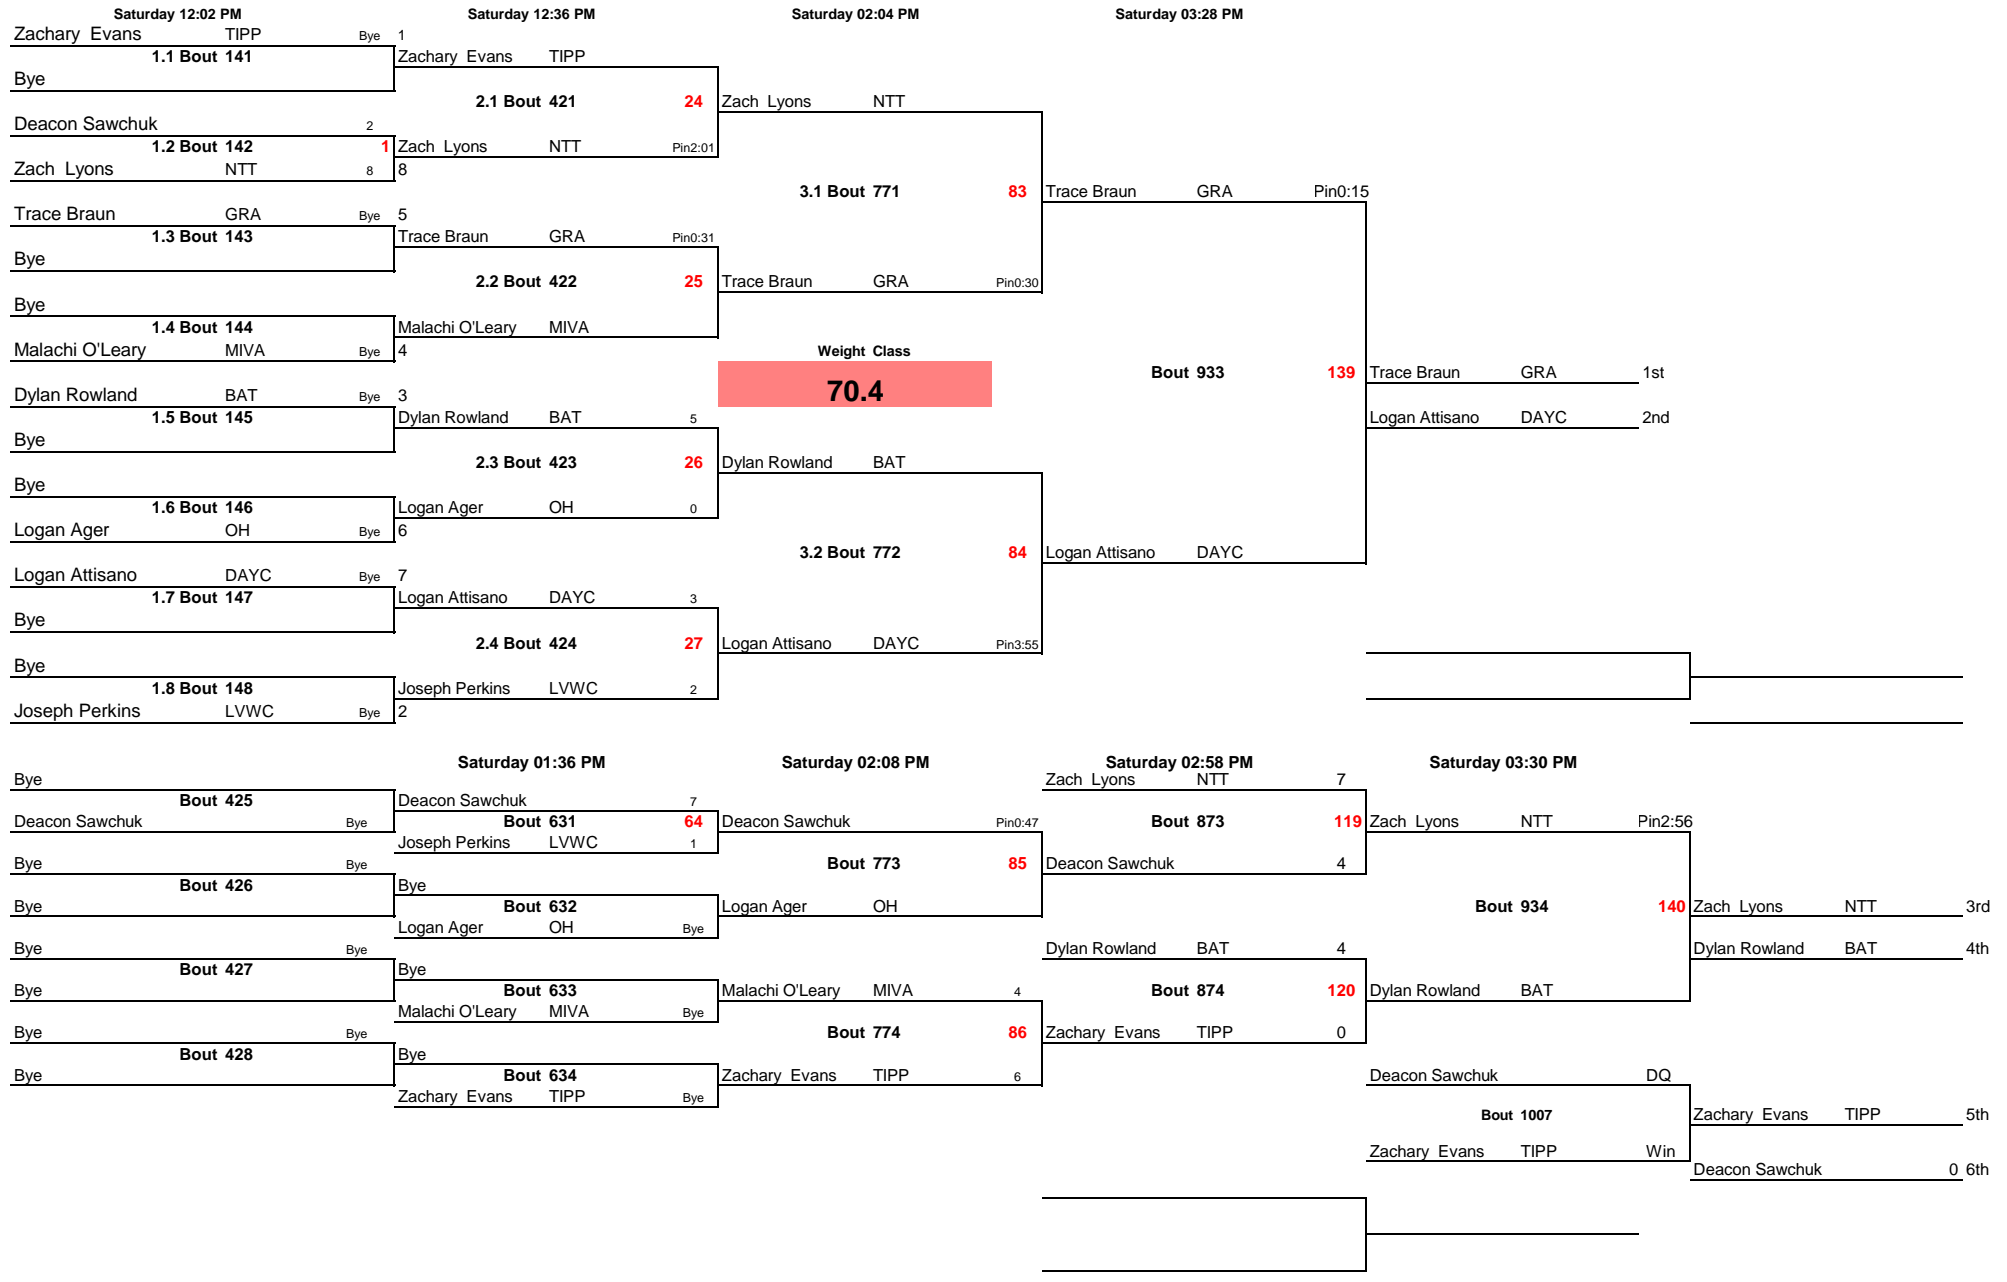 Saturday 12:02 PM Saturday 12:36 PM Saturday 02:04 PM Saturday 03:28 PM
Zachary Evans TIPP Bye 1
1.1 Bout 141 Zachary Evans TIPP
Bye
2.1 Bout 421 24 Zach Lyons NTT
Deacon Sawchuk 2
1.2 Bout 142 1 Zach Lyons NTT Pin2:01
Zach Lyons NTT 8 8
3.1 Bout 771 83 Trace Braun GRA Pin0:15
Trace Braun GRA Bye 5
1.3 Bout 143 Trace Braun GRA Pin0:31
Bye
2.2 Bout 422 25 Trace Braun GRA Pin0:30
Bye
1.4 Bout 144 Malachi O'Leary MIVA
Malachi O'Leary MIVA Bye 4 Weight Class
Bout 933 139 Trace Braun GRA 1st
70.4
Dylan Rowland BAT Bye 3
1.5 Bout 145 Dylan Rowland BAT 5 Logan Attisano DAYC 2nd
Bye
2.3 Bout 423 26 Dylan Rowland BAT
Bye
1.6 Bout 146 Logan Ager OH 0
Logan Ager OH Bye 6
3.2 Bout 772 84 Logan Attisano DAYC
Logan Attisano DAYC Bye 7
1.7 Bout 147 Logan Attisano DAYC 3
Bye
2.4 Bout 424 27 Logan Attisano DAYC Pin3:55
Bye
1.8 Bout 148 Joseph Perkins LVWC 2
Joseph Perkins LVWC Bye 2
Saturday 01:36 PM Saturday 02:08 PM Saturday 02:58 PM Saturday 03:30 PM
Bye Zach Lyons NTT 7
Bout 425 Deacon Sawchuk 7
Deacon Sawchuk Bye Bout 631 64 Deacon Sawchuk Pin0:47 Bout 873 119 Zach Lyons NTT Pin2:56
Joseph Perkins LVWC 1
Bye Bye Bout 773 85 Deacon Sawchuk 4
Bout 426 Bye
Bye Bout 632 Logan Ager OH Bout 934 140 Zach Lyons NTT 3rd
Logan Ager OH Bye
Bye Bye Dylan Rowland BAT 4 Dylan Rowland BAT 4th
Bout 427 Bye
Bye Bout 633 Malachi O'Leary MIVA 4 Bout 874 120 Dylan Rowland BAT
Malachi O'Leary MIVA Bye
Bye Bye Bout 774 86 Zachary Evans TIPP 0
Bout 428 Bye
Bye Bout 634 Zachary Evans TIPP 6 Deacon Sawchuk DQ
Zachary Evans TIPP Bye
Bout 1007 Zachary Evans TIPP 5th
Zachary Evans TIPP Win
Deacon Sawchuk 0 6th